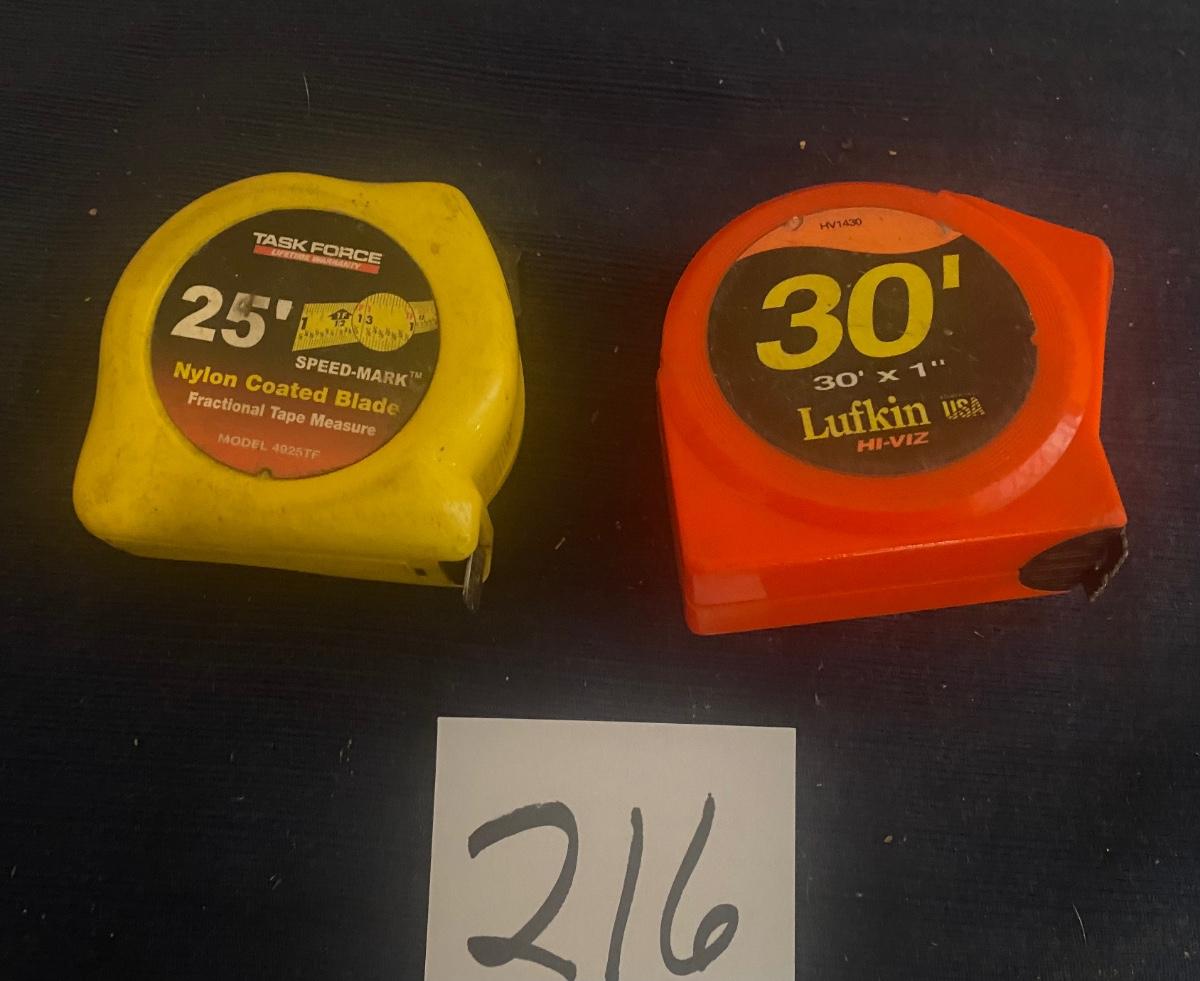 TASK FORCE
LIFETIME WARRANTY
25'
SPEED-MARK™
Nylon Coated Blade
Fractional Tape Measure
MODEL 4925TF
HV1430
30'
30' x 1"
Lufkin USA
HI-VIZ
216